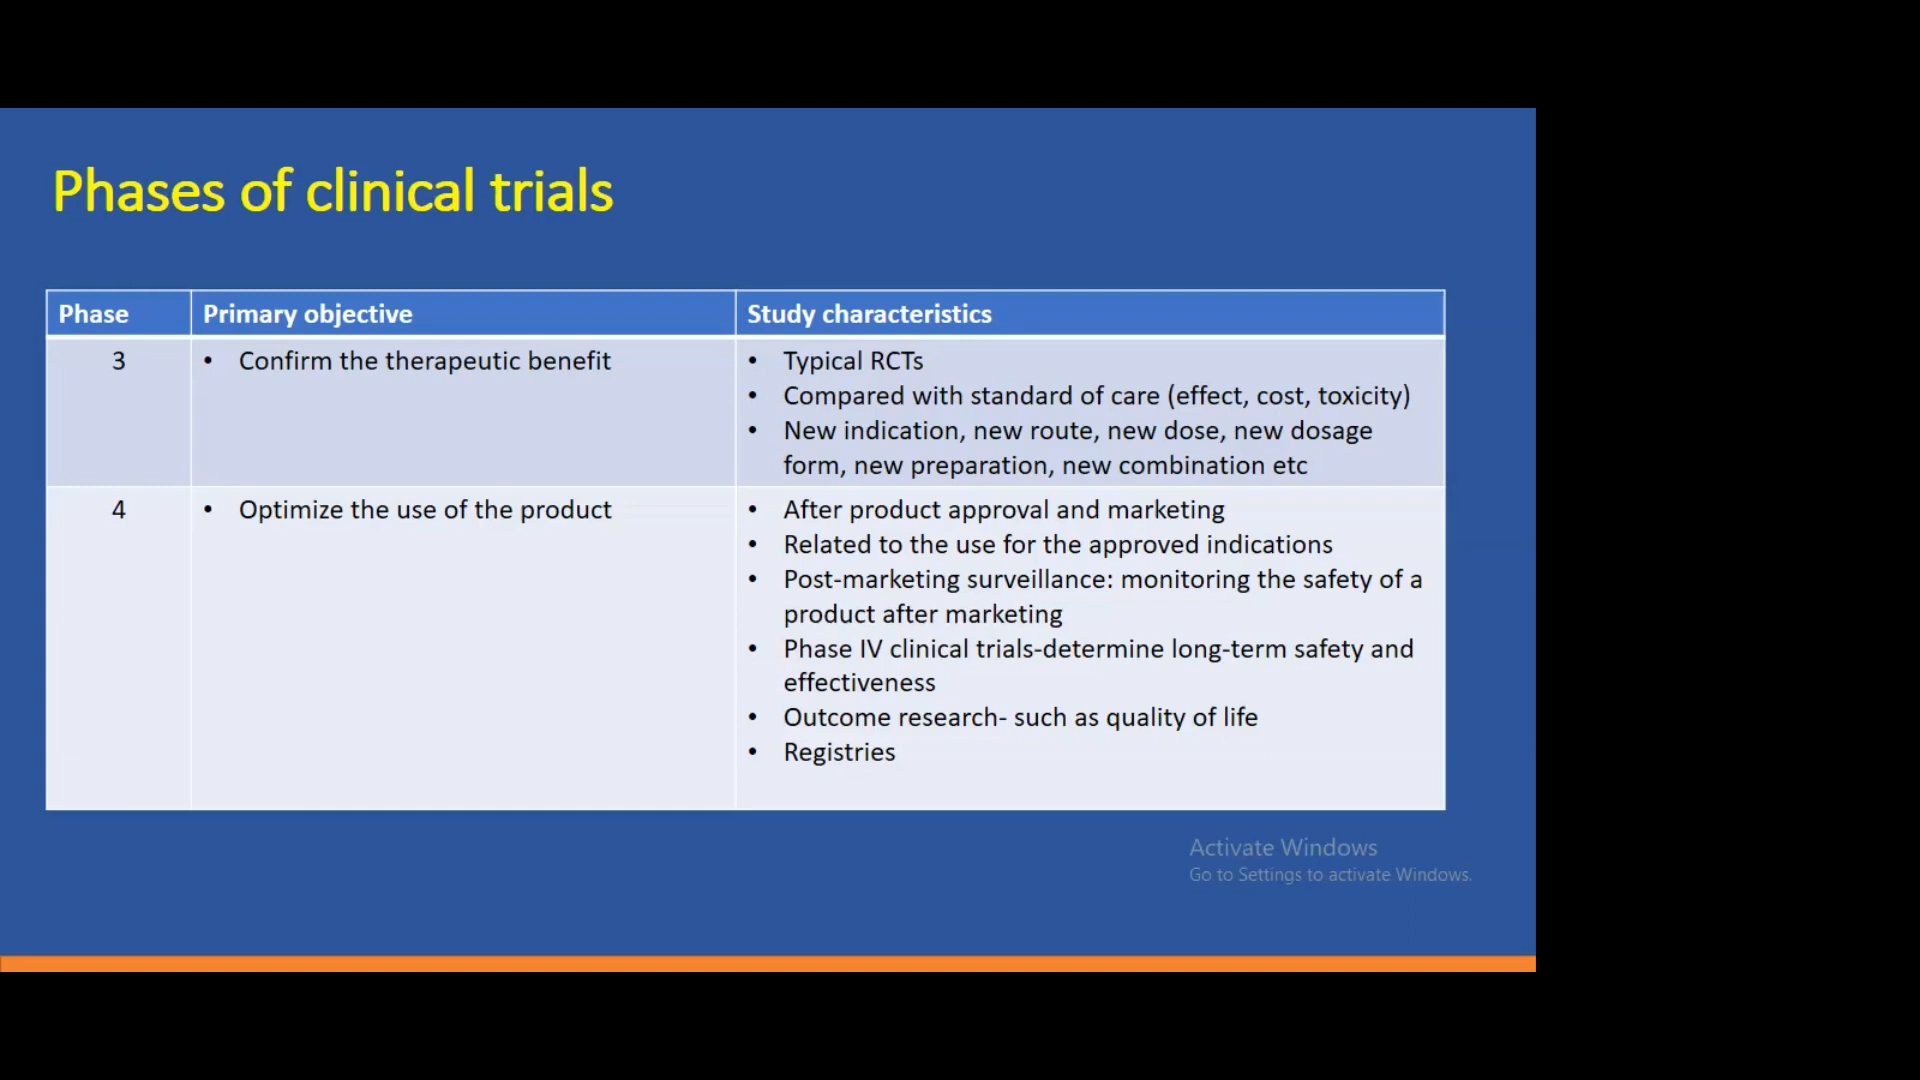 Phases of clinical trials
Phase Primary objective Study characteristics
3 • Confirm the therapeutic benefit • Typical RCTs
• Compared with standard of care (effect, cost, toxicity)
• New indication, new route, new dose, new dosage
form, new preparation, new combination etc
4 • Optimize the use of the product • After product approval and marketing
• Related to the use for the approved indications
• Post-marketing surveillance: monitoring the safety of a
product after marketing
• Phase IV clinical trials-determine long-term safety and
effectiveness
• Outcome research- such as quality of life
• Registries
Activate Windows
Go to Settings to activate Windows.